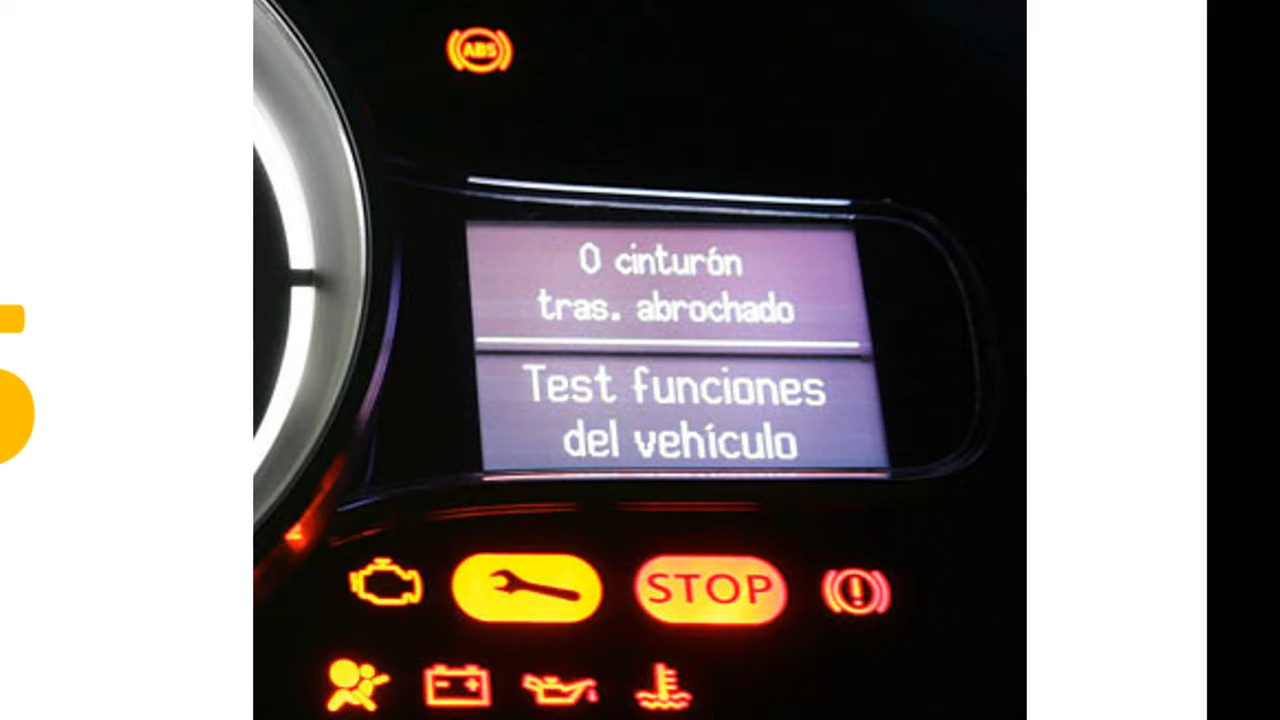 ABS
0 cinturón
tras. abrochado
Test funciones
del vehículo
STOP